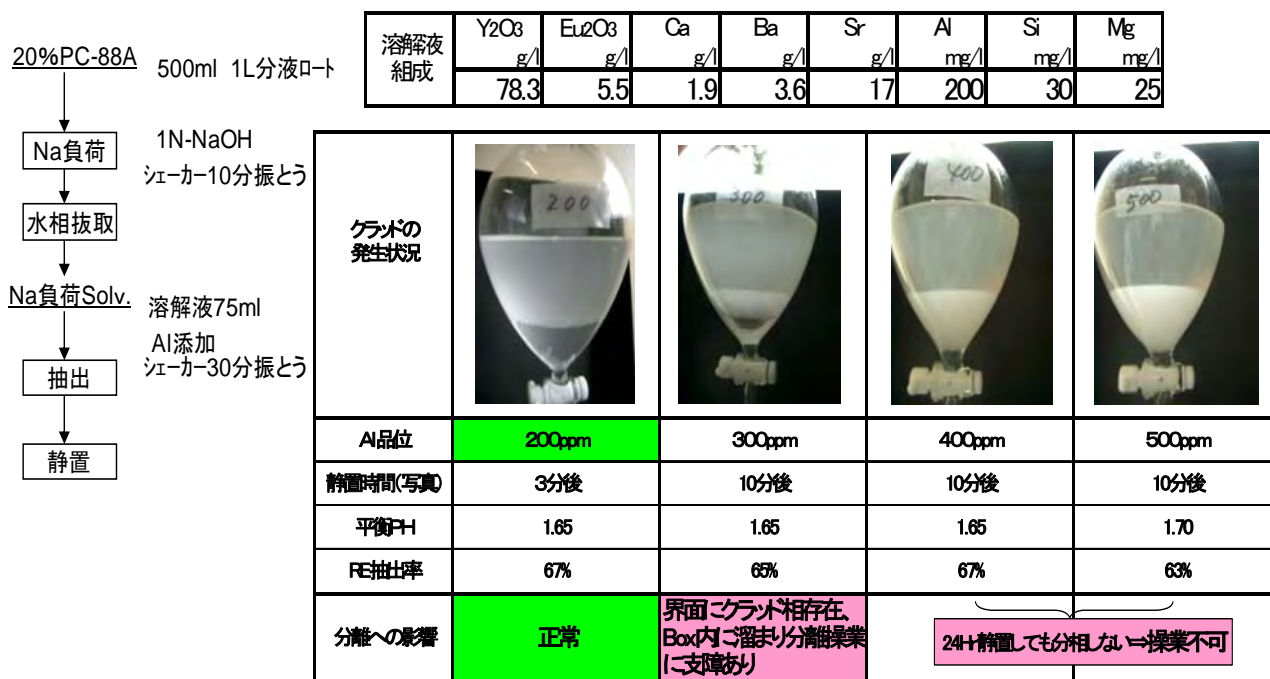 20%PC-88A
500ml 1L分液ロート
Na負荷
1N-NaOH
シェーカー10分振とう
水相抜取
Na負荷Solv.
溶解液75ml
Al添加
シェーカー30分振とう
抽出
静置
溶解液
組成
Y2O3 Eu2O3 Ca Ba Sr Al Si Mg
g/l g/l g/l g/l g/l mg/l mg/l mg/l
78.3 5.5 1.9 3.6 17 200 30 25
クラッドの
発生状況
200
300
400
500
Al品位 200ppm 300ppm 400ppm 500ppm
静置時間(写真) 3分後 10分後 10分後 10分後
平衡PH 1.65 1.65 1.65 1.70
RE抽出率 67% 65% 67% 63%
分離への影響
正常
界面にクラッド相存在、
Box内に溜まり分離操業
に支障あり
24Hr静置しても分相しない⇒操業不可